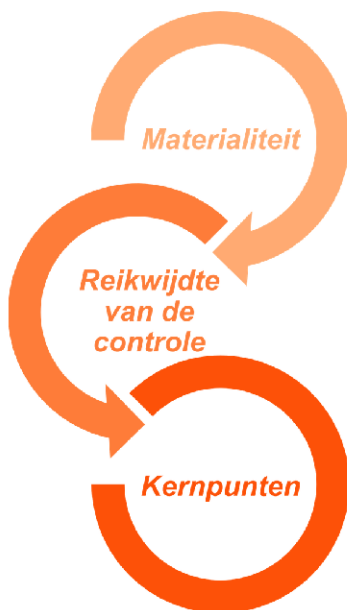 Materialiteit
Reikwijdte
van de
controle
Kernpunten